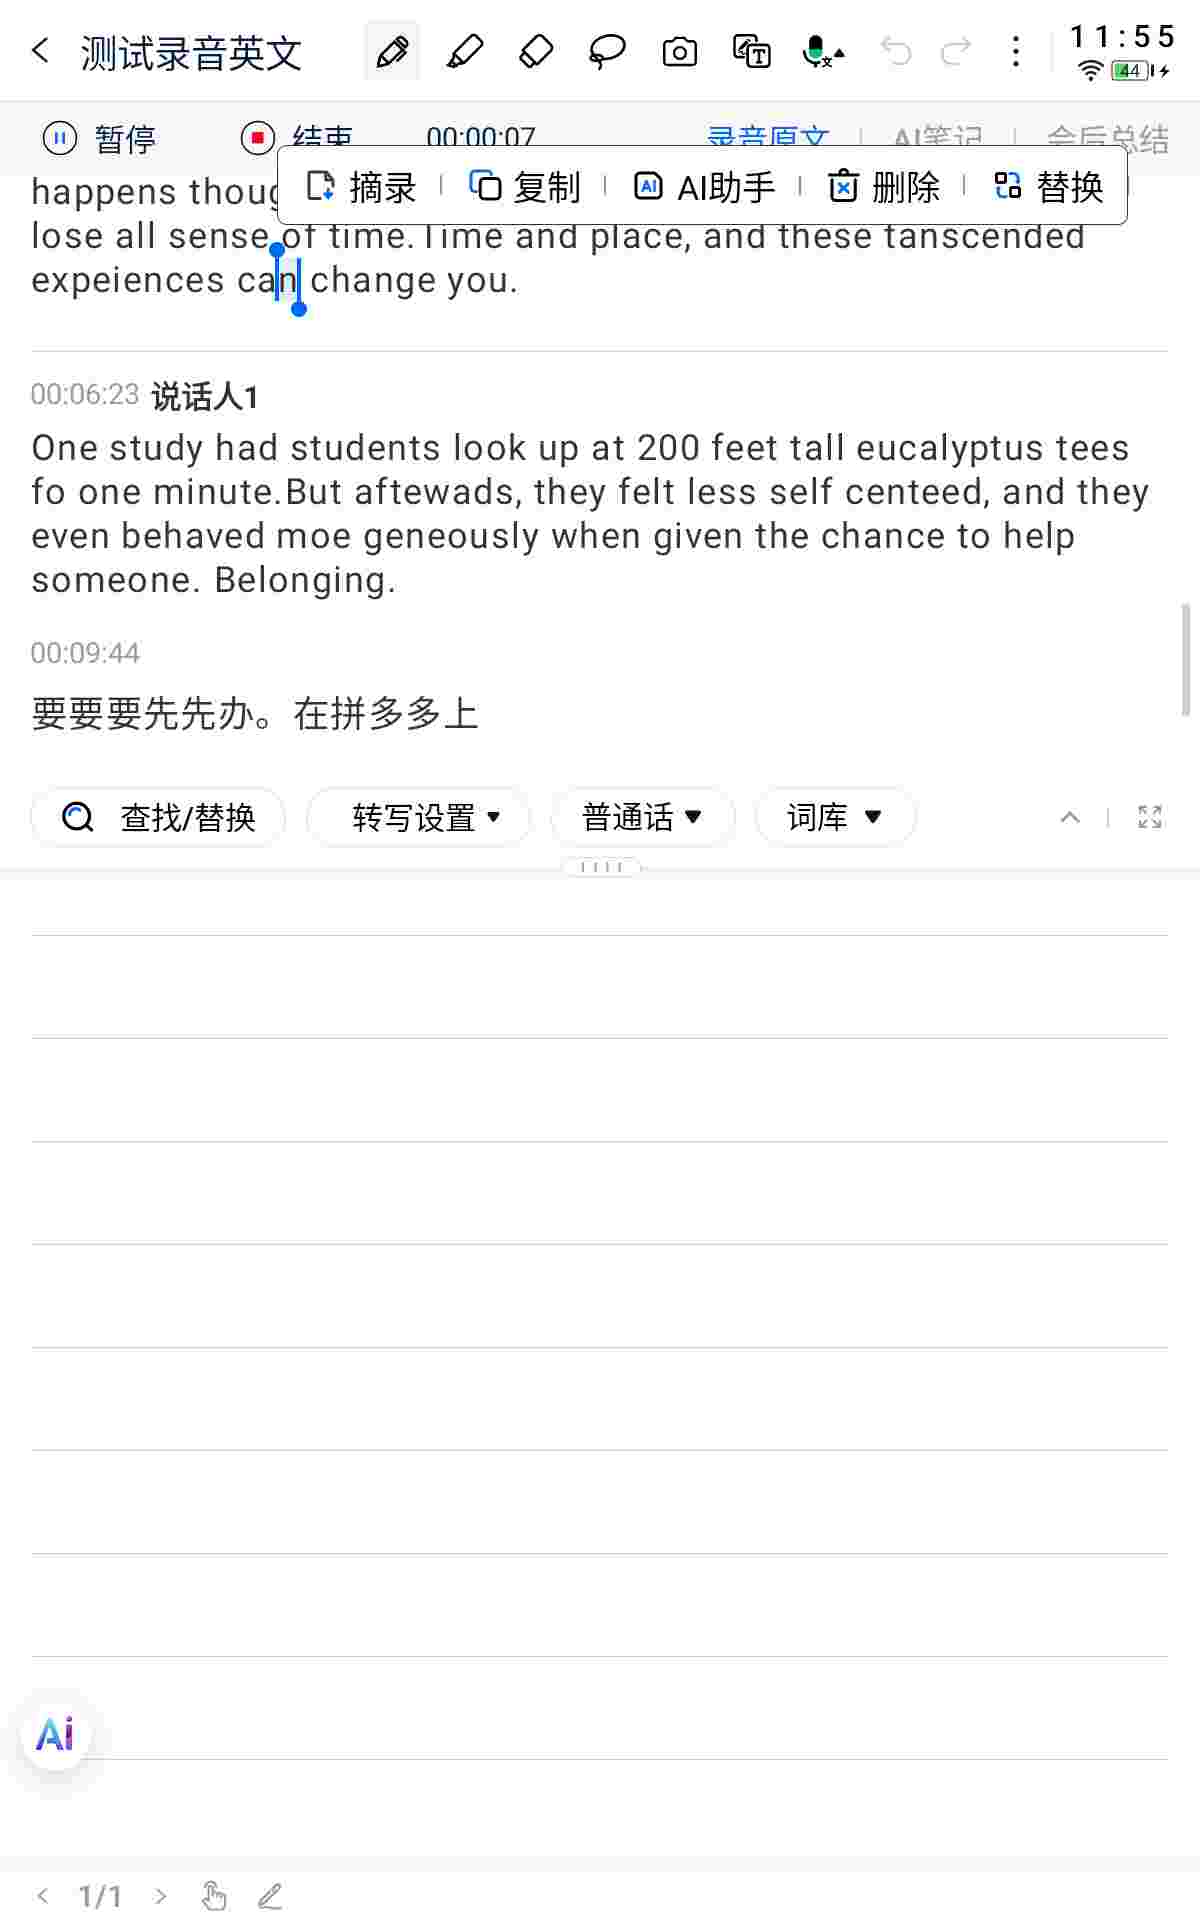 测试录音英文
11:55
44
暂停 结束 00:00:07 录音原文 AI笔记 会后总结
摘录 复制 AI AI助手 删除 替换
happens
lose all sense of time.Time and place, and these tanscended
expeiences can change you.
00:06:23 说话人1
One study had students look up at 200 feet tall eucalyptus tees
fo one minute.But aftewads, they felt less self centeed, and they
even behaved moe geneously when given the chance to help
someone. Belonging.
00:09:44
要要要先先办。在拼多多上
查找/替换 转写设置 普通话 词库
Ai
1/1